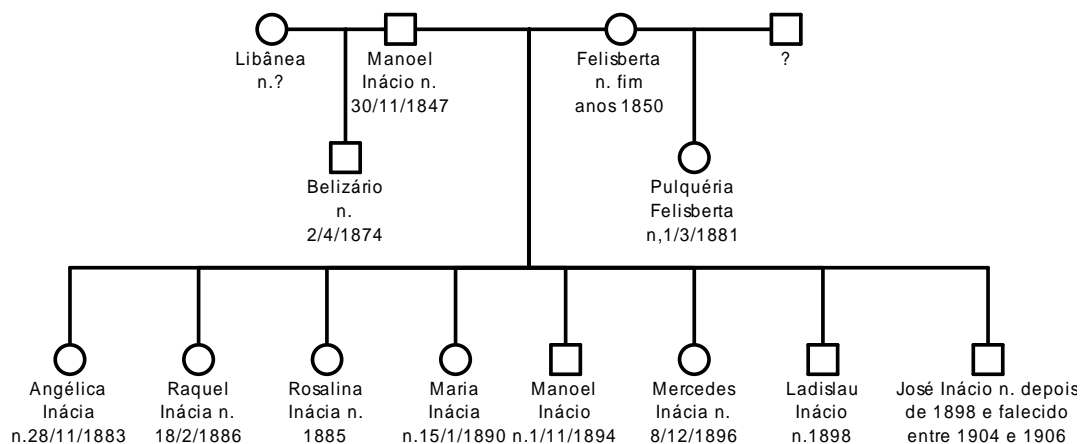 Libânea
n.?
Manoel
Inácio n.
30/11/1847
Felisberta
n. fim
anos 1850
?
Belizário
n.
2/4/1874
Pulquéria
Felisberta
n,1/3/1881
Angélica
Inácia
n.28/11/1883
Raquel
Inácia n.
18/2/1886
Rosalina
Inácia n.
1885
Maria
Inácia
n.15/1/1890
Manoel
Inácio
n.1/11/1894
Mercedes
Inácia n.
8/12/1896
Ladislau
Inácio
n.1898
José Inácio n. depois
de 1898 e falecido
entre 1904 e 1906